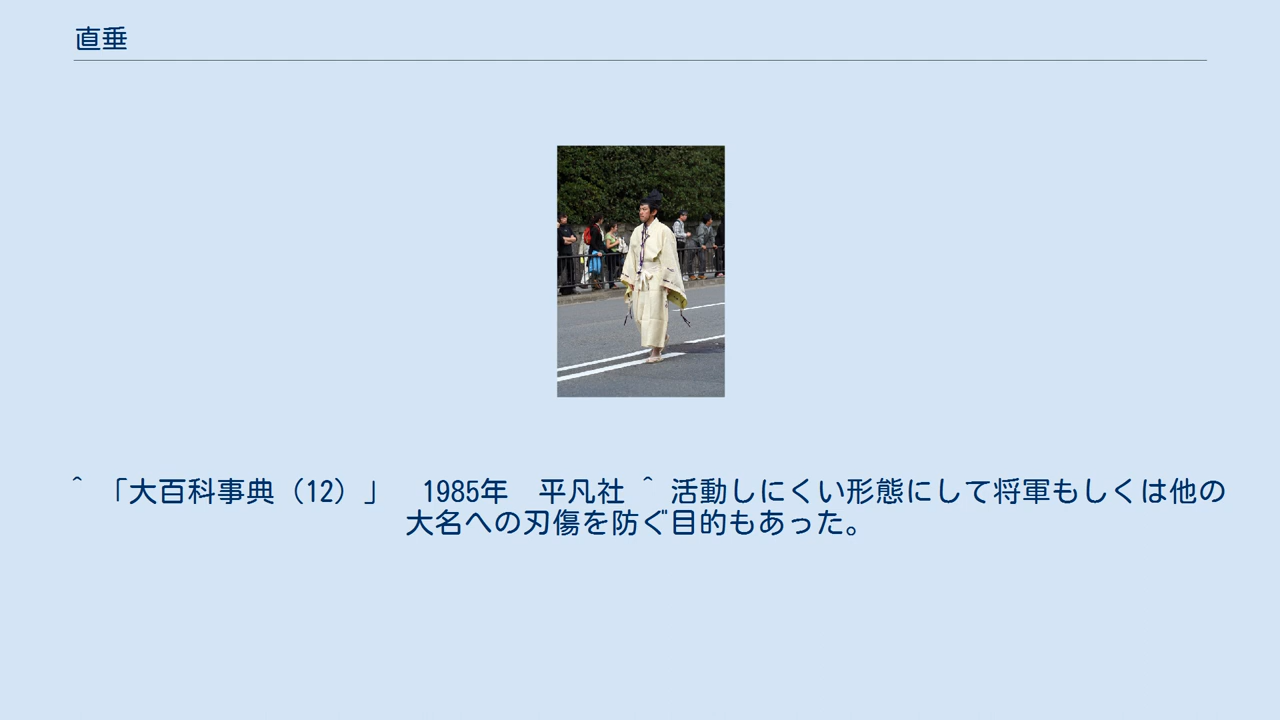 直垂
^ 「大百科事典（12）」　1985年　平凡社 ^ 活動しにくい形態にして将軍もしくは他の
大名への刃傷を防ぐ目的もあった。